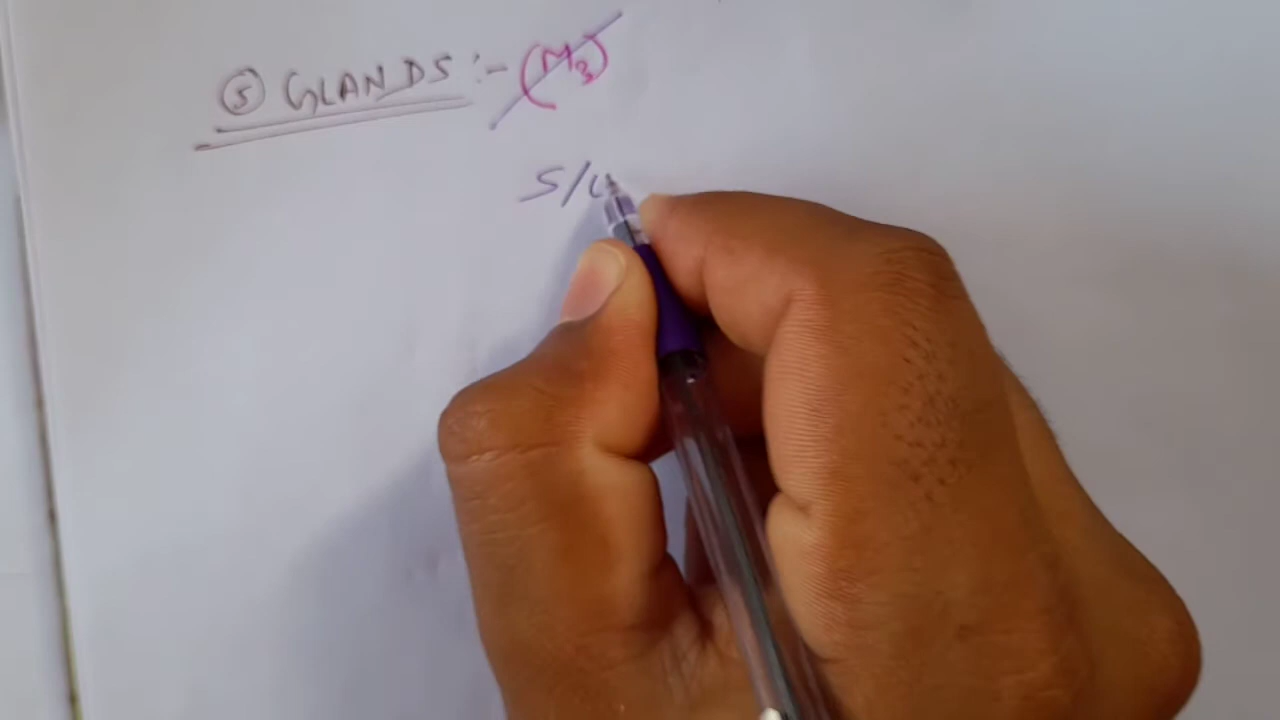 ⑤ GLANDS :- (M3)
S/